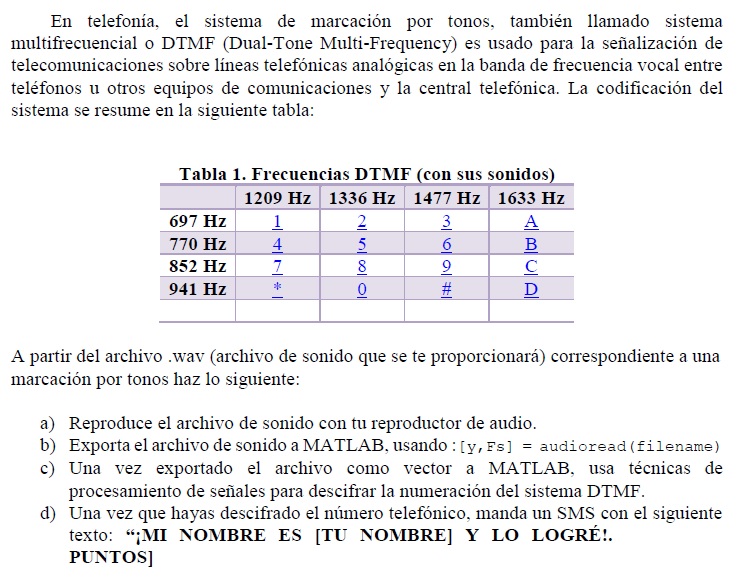 En telefonía, el sistema de marcación por tonos, también llamado sistema
multifrecuencial o DTMF (Dual-Tone Multi-Frequency) es usado para la señalización de
telecomunicaciones sobre líneas telefónicas analógicas en la banda de frecuencia vocal entre
teléfonos u otros equipos de comunicaciones y la central telefónica. La codificación del
sistema se resume en la siguiente tabla:
Tabla 1. Frecuencias DTMF (con sus sonidos)
1209 Hz 1336 Hz 1477 Hz 1633 Hz
697 Hz 1 2 3 A
770 Hz 4 5 6 B
852 Hz 7 8 9 C
941 Hz * 0 # D
A partir del archivo .wav (archivo de sonido que se te proporcionará) correspondiente a una
marcación por tonos haz lo siguiente:
a) Reproduce el archivo de sonido con tu reproductor de audio.
b) Exporta el archivo de sonido a MATLAB, usando : [y,Fs] = audioread(filename)
c) Una vez exportado el archivo como vector a MATLAB, usa técnicas de
procesamiento de señales para descifrar la numeración del sistema DTMF.
d) Una vez que hayas descifrado el número telefónico, manda un SMS con el siguiente
texto: “¡MI NOMBRE ES [TU NOMBRE] Y LO LOGRÉ!.
PUNTOS]